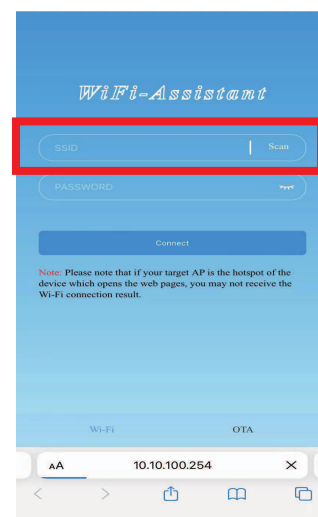 WiFi-Assistant
SSID
Scan
PASSWORD
Connect
Note: Please note that if your target AP is the hotspot of the
device which opens the web pages, you may not receive the
Wi-Fi connection result.
Wi-Fi
OTA
AA
10.10.100.254